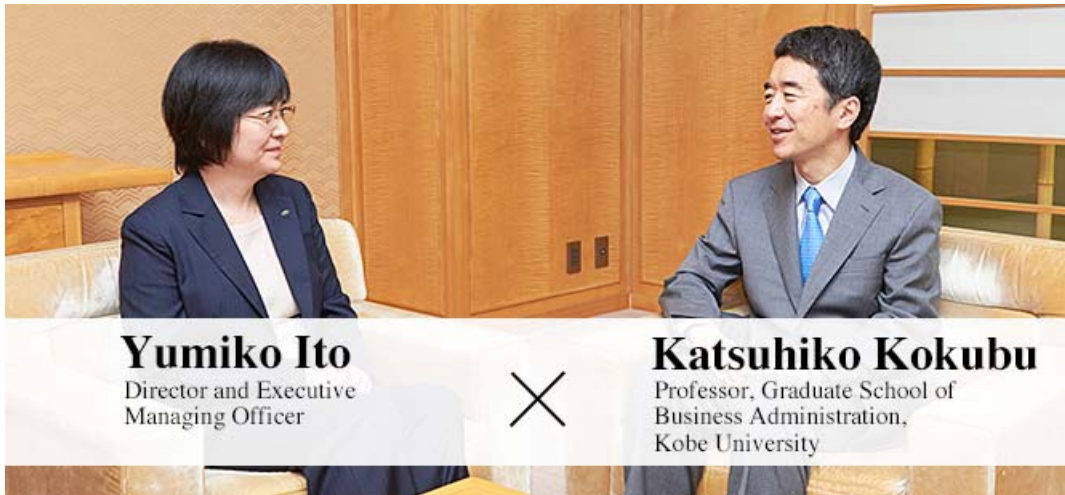 Yumiko Ito
Director and Executive
Managing Officer
×
Katsuhiko Kokubu
Professor, Graduate School of
Business Administration,
Kobe University